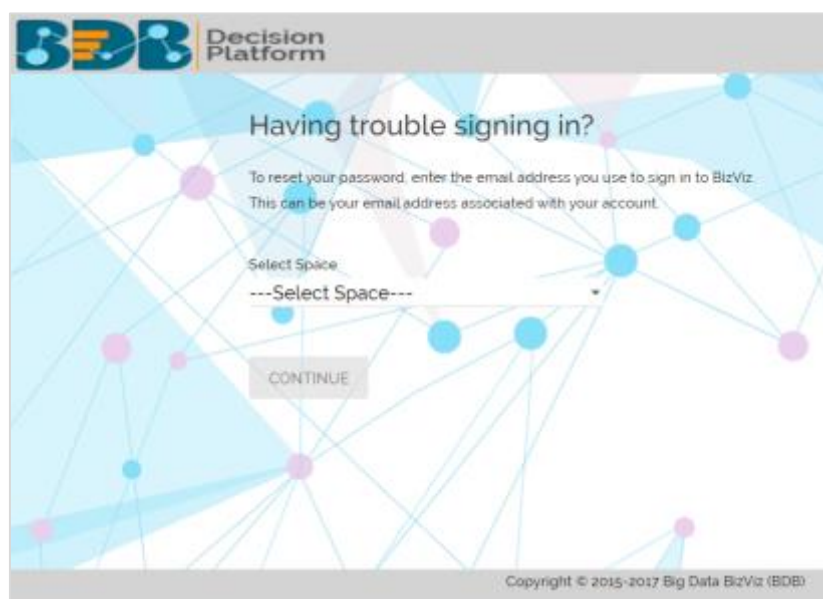 BDB Decision
Platform
Having trouble signing in?
To reset your password, enter the email address you use to sign in to BizViz.
This can be your email address associated with your account.
Select Space
---Select Space---
CONTINUE
Copyright © 2015-2017 Big Data BizViz (BDB)